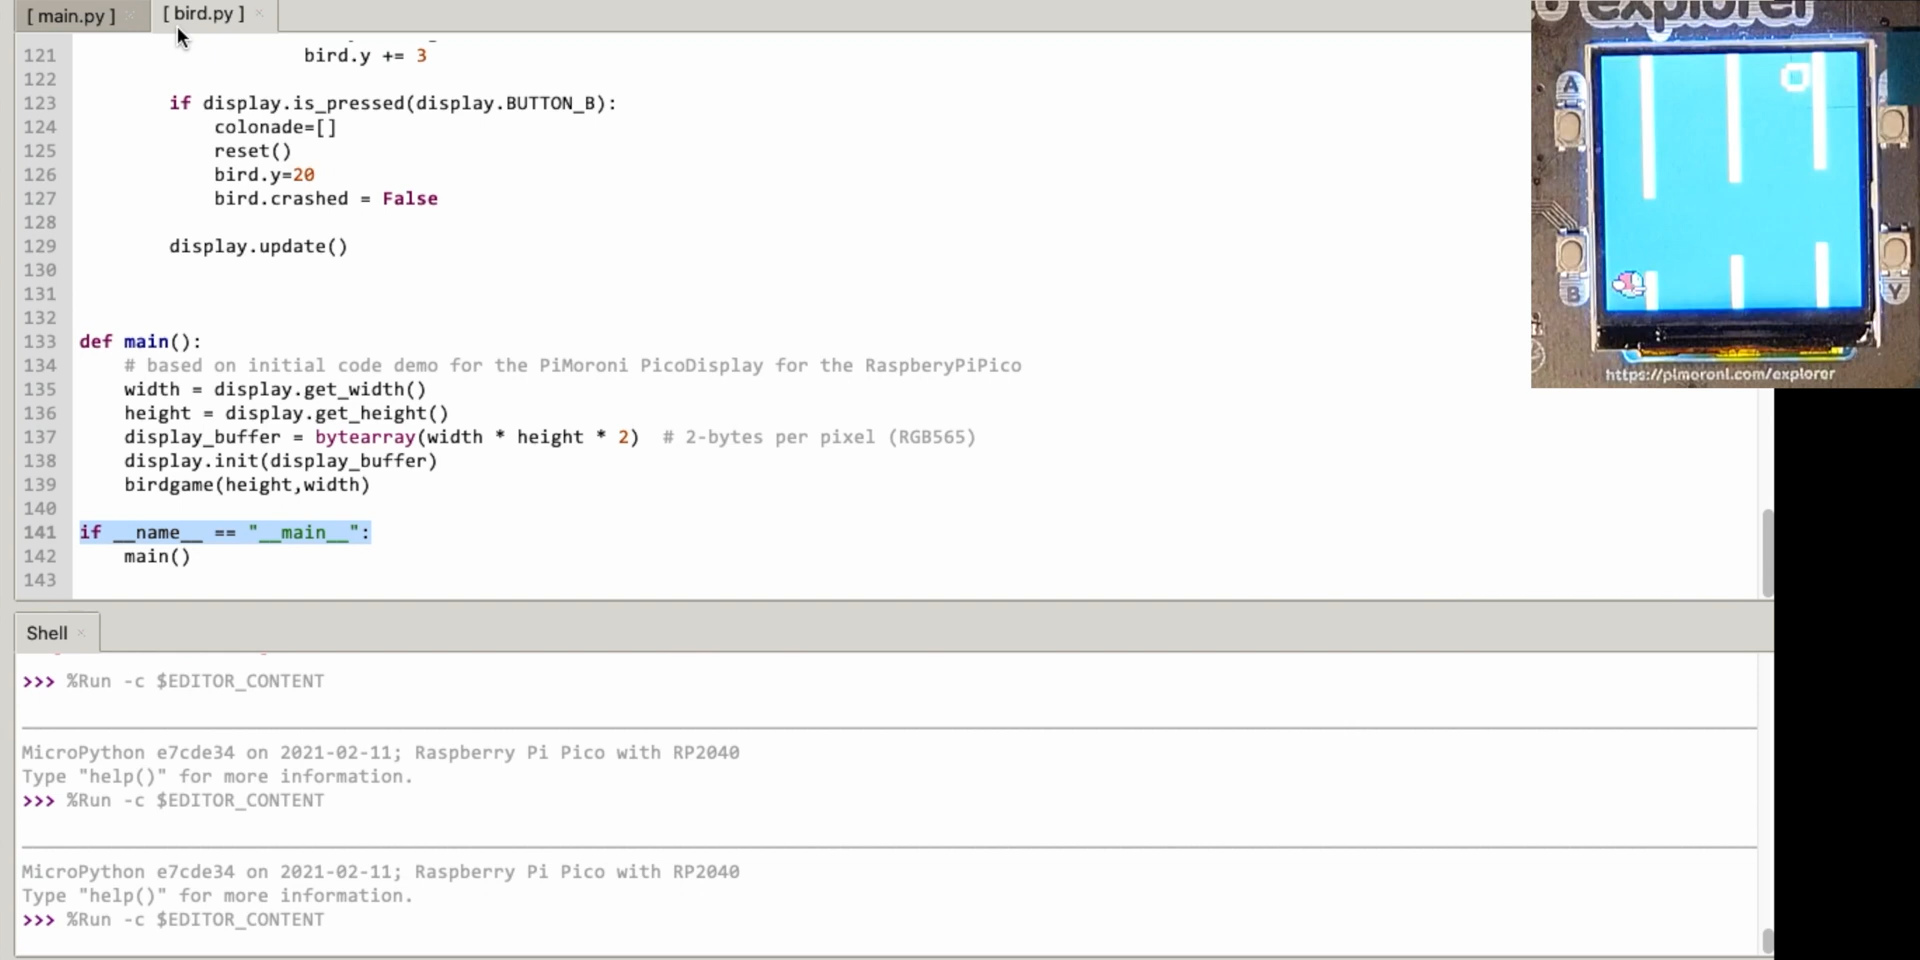 [ main.py ] ×
[ bird.py ] ×
121 bird.y += 3
122
123 if display.is_pressed(display.BUTTON_B):
124 colonade=[]
125 reset()
126 bird.y=20
127 bird.crashed = False
128
129 display.update()
130
131
132
133 def main():
134 # based on initial code demo for the PiMoroni PicoDisplay for the RaspberyPiPico
135 width = display.get_width()
136 height = display.get_height()
137 display_buffer = bytearray(width * height * 2)  # 2-bytes per pixel (RGB565)
138 display.init(display_buffer)
139 birdgame(height,width)
140
141 if __name__ == "__main__":
142 main()
143
explorer
A
0
B
Y
https://pimoroni.com/explorer
Shell ×
>>> %Run -c $EDITOR_CONTENT
MicroPython e7cde34 on 2021-02-11; Raspberry Pi Pico with RP2040
Type "help()" for more information.
>>> %Run -c $EDITOR_CONTENT
MicroPython e7cde34 on 2021-02-11; Raspberry Pi Pico with RP2040
Type "help()" for more information.
>>> %Run -c $EDITOR_CONTENT